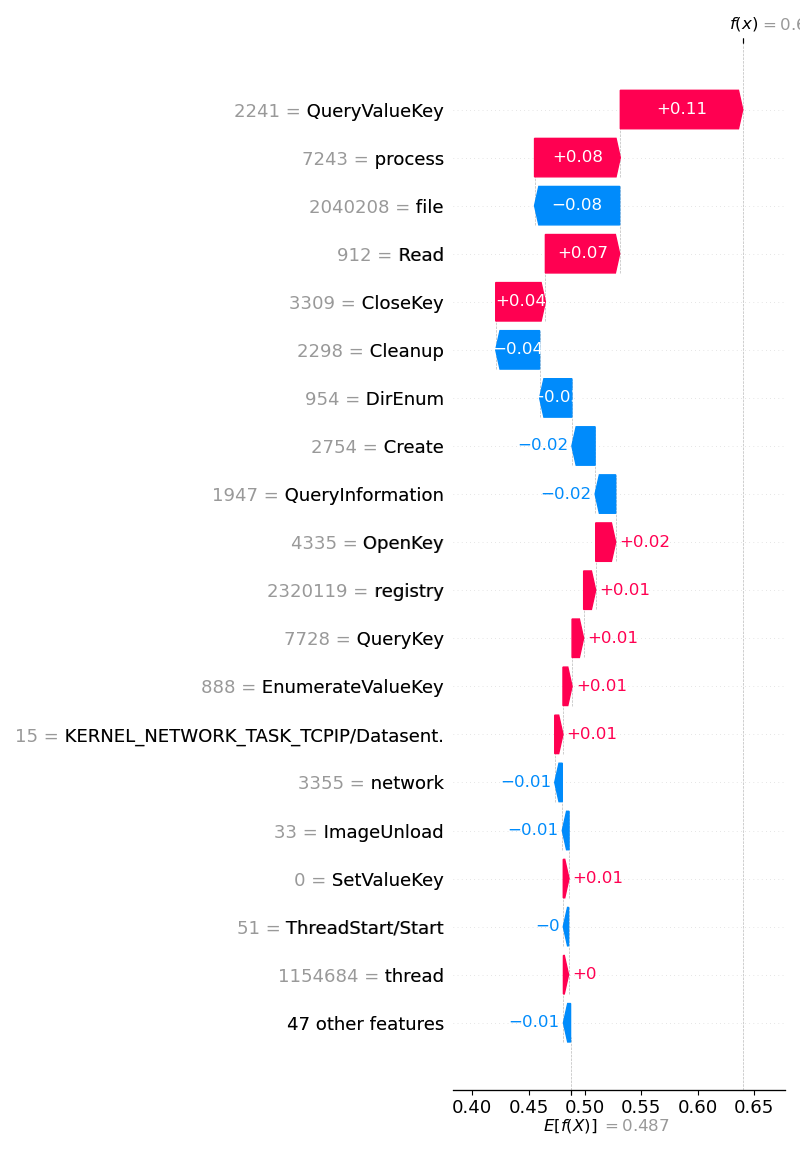 f(x) = 0.6
2241 = QueryValueKey +0.11
7243 = process +0.08
2040208 = file −0.08
912 = Read +0.07
3309 = CloseKey +0.04
2298 = Cleanup −0.04
954 = DirEnum −0.0
2754 = Create −0.02
1947 = QueryInformation −0.02
4335 = OpenKey +0.02
2320119 = registry +0.01
7728 = QueryKey +0.01
888 = EnumerateValueKey +0.01
15 = KERNEL_NETWORK_TASK_TCPIP/Datasent. +0.01
3355 = network −0.01
33 = ImageUnload −0.01
0 = SetValueKey +0.01
51 = ThreadStart/Start −0
1154684 = thread +0
47 other features −0.01
0.40 0.45 0.50 0.55 0.60 0.65
E[f(X)] = 0.487